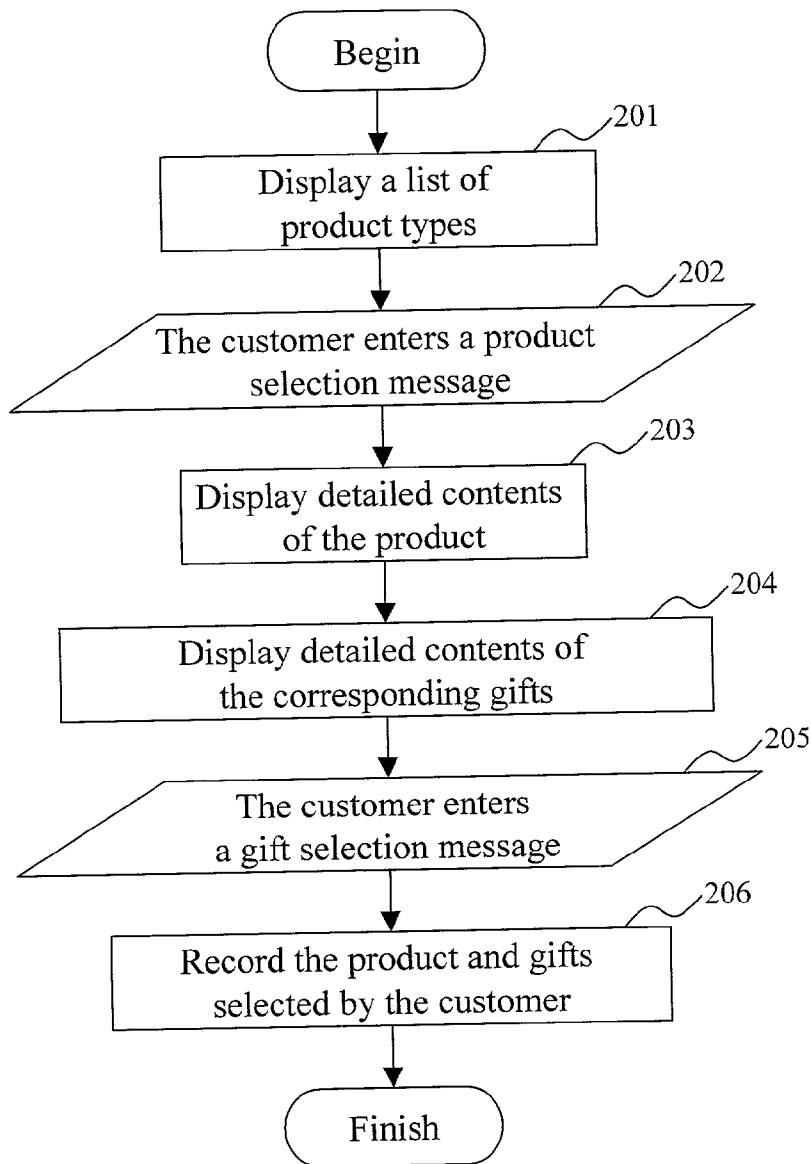 Begin
201
Display a list of
product types
202
The customer enters a product
selection message
203
Display detailed contents
of the product
204
Display detailed contents of
the corresponding gifts
205
The customer enters
a gift selection message
206
Record the product and gifts
selected by the customer
Finish